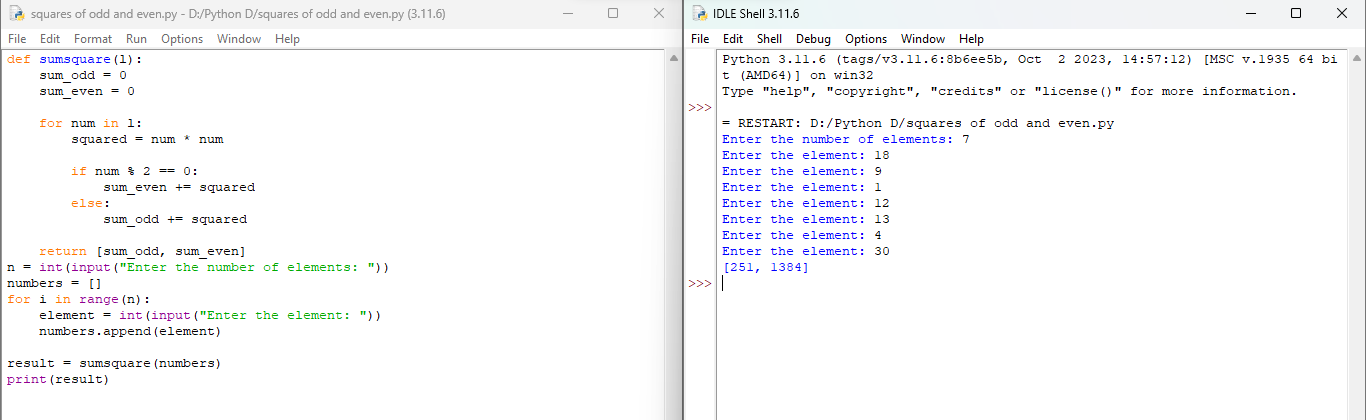 squares of odd and even.py - D:/Python D/squares of odd and even.py (3.11.6)
File Edit Format Run Options Window Help
def sumsquare(l):
    sum_odd = 0
    sum_even = 0

    for num in l:
        squared = num * num

        if num % 2 == 0:
            sum_even += squared
        else:
            sum_odd += squared

    return [sum_odd, sum_even]
n = int(input("Enter the number of elements: "))
numbers = []
for i in range(n):
    element = int(input("Enter the element: "))
    numbers.append(element)

result = sumsquare(numbers)
print(result)
IDLE Shell 3.11.6
File Edit Shell Debug Options Window Help
Python 3.11.6 (tags/v3.11.6:8b6ee5b, Oct  2 2023, 14:57:12) [MSC v.1935 64 bi
t (AMD64)] on win32
Type "help", "copyright", "credits" or "license()" for more information.
>>>
= RESTART: D:/Python D/squares of odd and even.py
Enter the number of elements: 7
Enter the element: 18
Enter the element: 9
Enter the element: 1
Enter the element: 12
Enter the element: 13
Enter the element: 4
Enter the element: 30
[251, 1384]
>>>